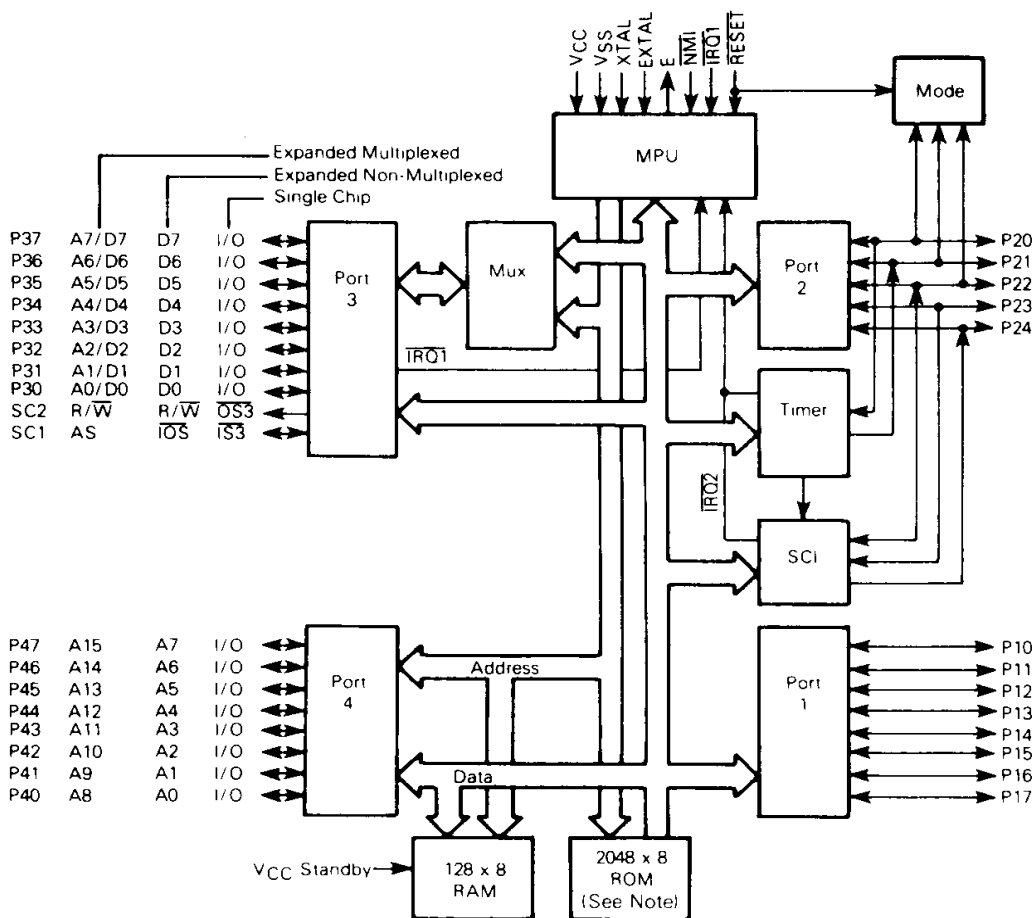 VCC
VSS
XTAL
EXTAL
E
NMI
IRQ1
RESET
Mode
MPU
Expanded Multiplexed
Expanded Non-Multiplexed
Single Chip
P37 A7/D7 D7 I/O
P36 A6/D6 D6 I/O
P35 A5/D5 D5 I/O
P34 A4/D4 D4 I/O
P33 A3/D3 D3 I/O
P32 A2/D2 D2 I/O
P31 A1/D1 D1 I/O
P30 A0/D0 D0 I/O
SC2 R/W R/W OS3
SC1 AS IOS IS3
Port
3
Mux
IRQ1
Port
2
P20
P21
P22
P23
P24
Timer
IRQ2
SCI
P47 A15 A7 I/O
P46 A14 A6 I/O
P45 A13 A5 I/O
P44 A12 A4 I/O
P43 A11 A3 I/O
P42 A10 A2 I/O
P41 A9 A1 I/O
P40 A8 A0 I/O
Port
4
Address
Data
Port
1
P10
P11
P12
P13
P14
P15
P16
P17
VCC Standby
128 x 8
RAM
2048 x 8
ROM
(See Note)